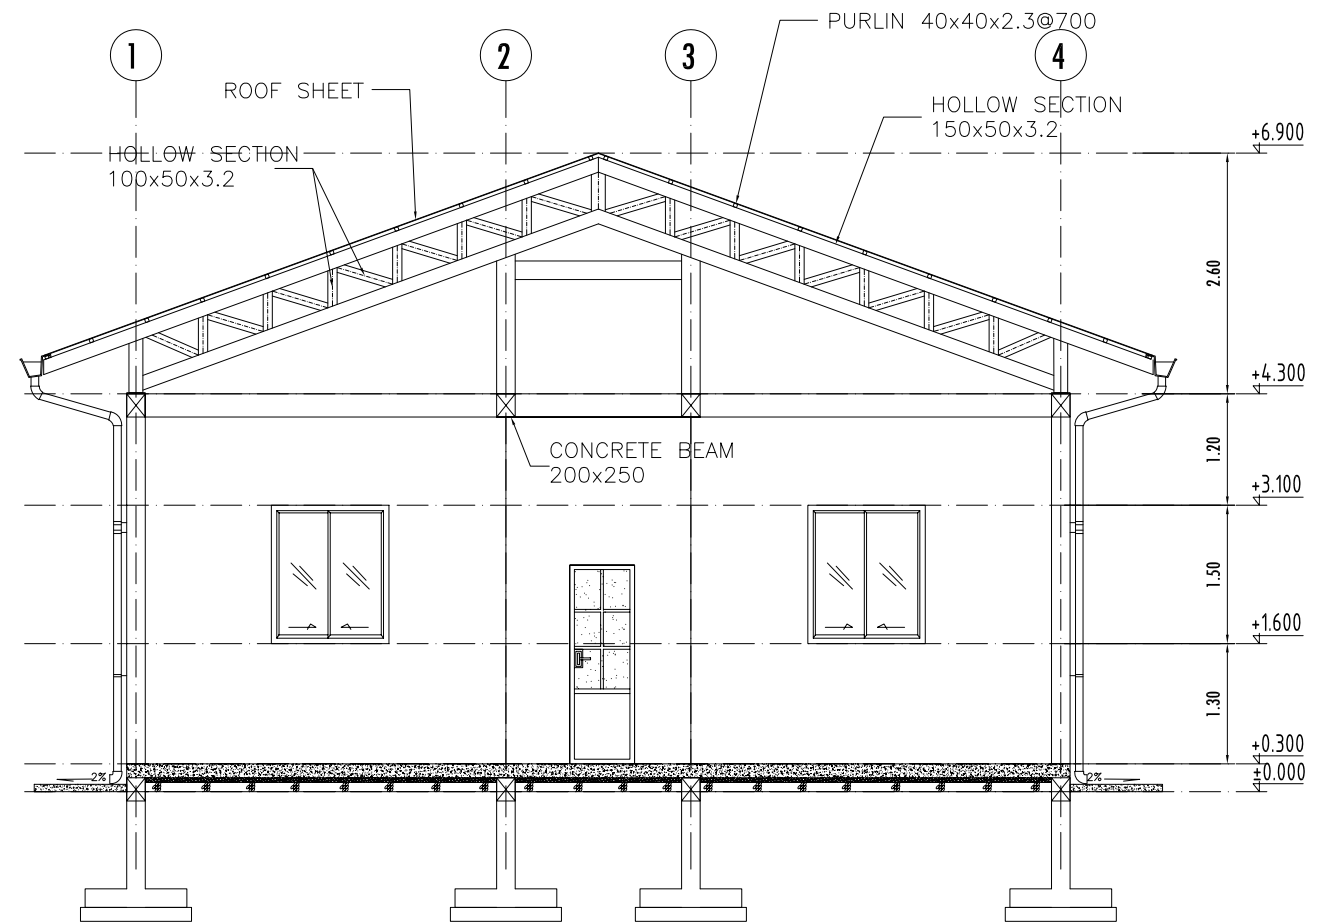 PURLIN 40x40x2.3@700
1
2
3
4
ROOF SHEET
HOLLOW SECTION
150x50x3.2
+6.900
HOLLOW SECTION
100x50x3.2
2.60
+4.300
CONCRETE BEAM
200x250
1.20
+3.100
1.50
+1.600
1.30
+0.300
±0.000
2%
2%